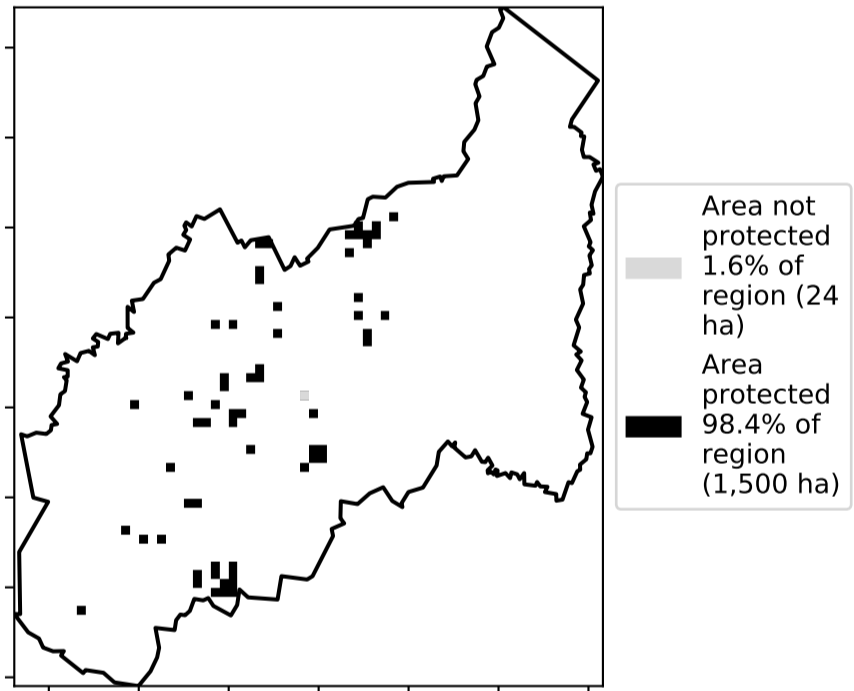 Area not
protected
1.6% of
region (24
ha)
Area
protected
98.4% of
region
(1,500 ha)